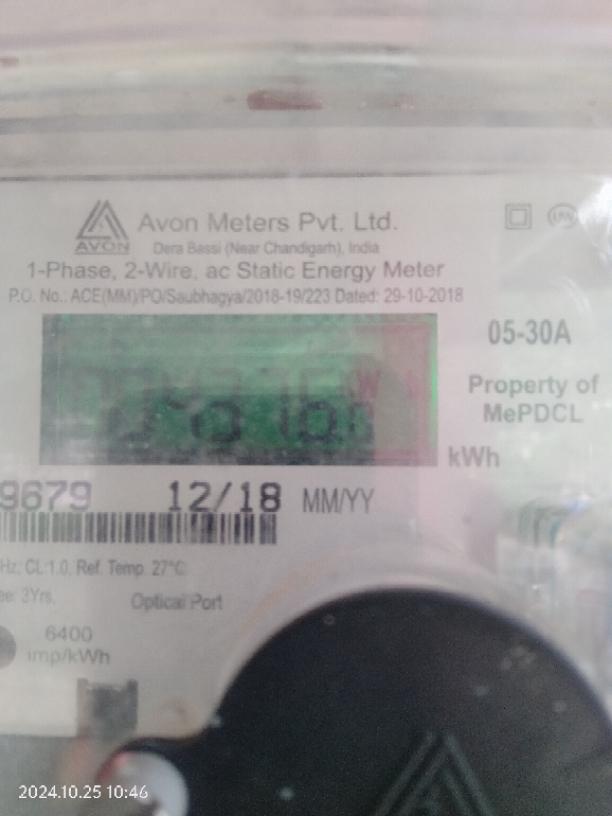 Avon Meters Pvt. Ltd.
AVON
Dera Bassi (Near Chandigarh), India
1-Phase, 2-Wire, ac Static Energy Meter
P.O. No.: ACE(MM)/PO/Saubhagya/2018-19/223 Dated: 29-10-2018
05-30A
Property of
MePDCL
kWh
9679 12/18 MM/YY
Hz; CL:1.0, Ref. Temp. 27°C
ee: 3Yrs.
Optical Port
6400
imp/kWh
2024.10.25 10:46